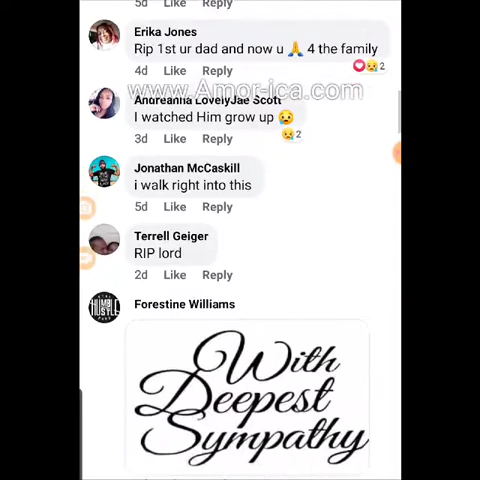 5d Like Reply
Erika Jones
Rip 1st ur dad and now u 🙏 4 the family
4d Like Reply 2
www.Amor-ica.com
Andreanna LovelyJae Scott
I watched Him grow up 😢
3d Like Reply 2
Jonathan McCaskill
i walk right into this
5d Like Reply
Terrell Geiger
RIP lord
2d Like Reply
Forestine Williams
HUMBLE
HUSTLE
With
Deepest
Sympathy